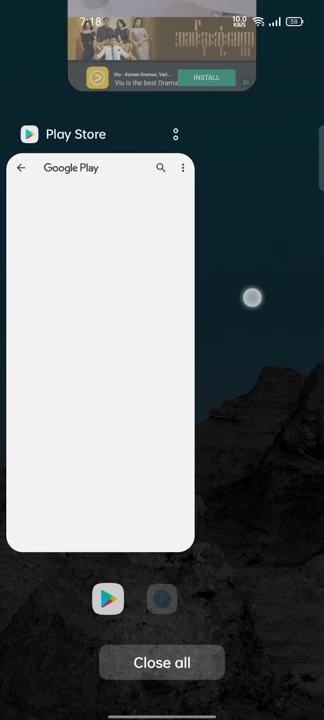 7:18
10.0
KB/S
38
Viu - Korean Dramas, Vari...
Viu is the best Drama
INSTALL
Play Store
Google Play
Close all